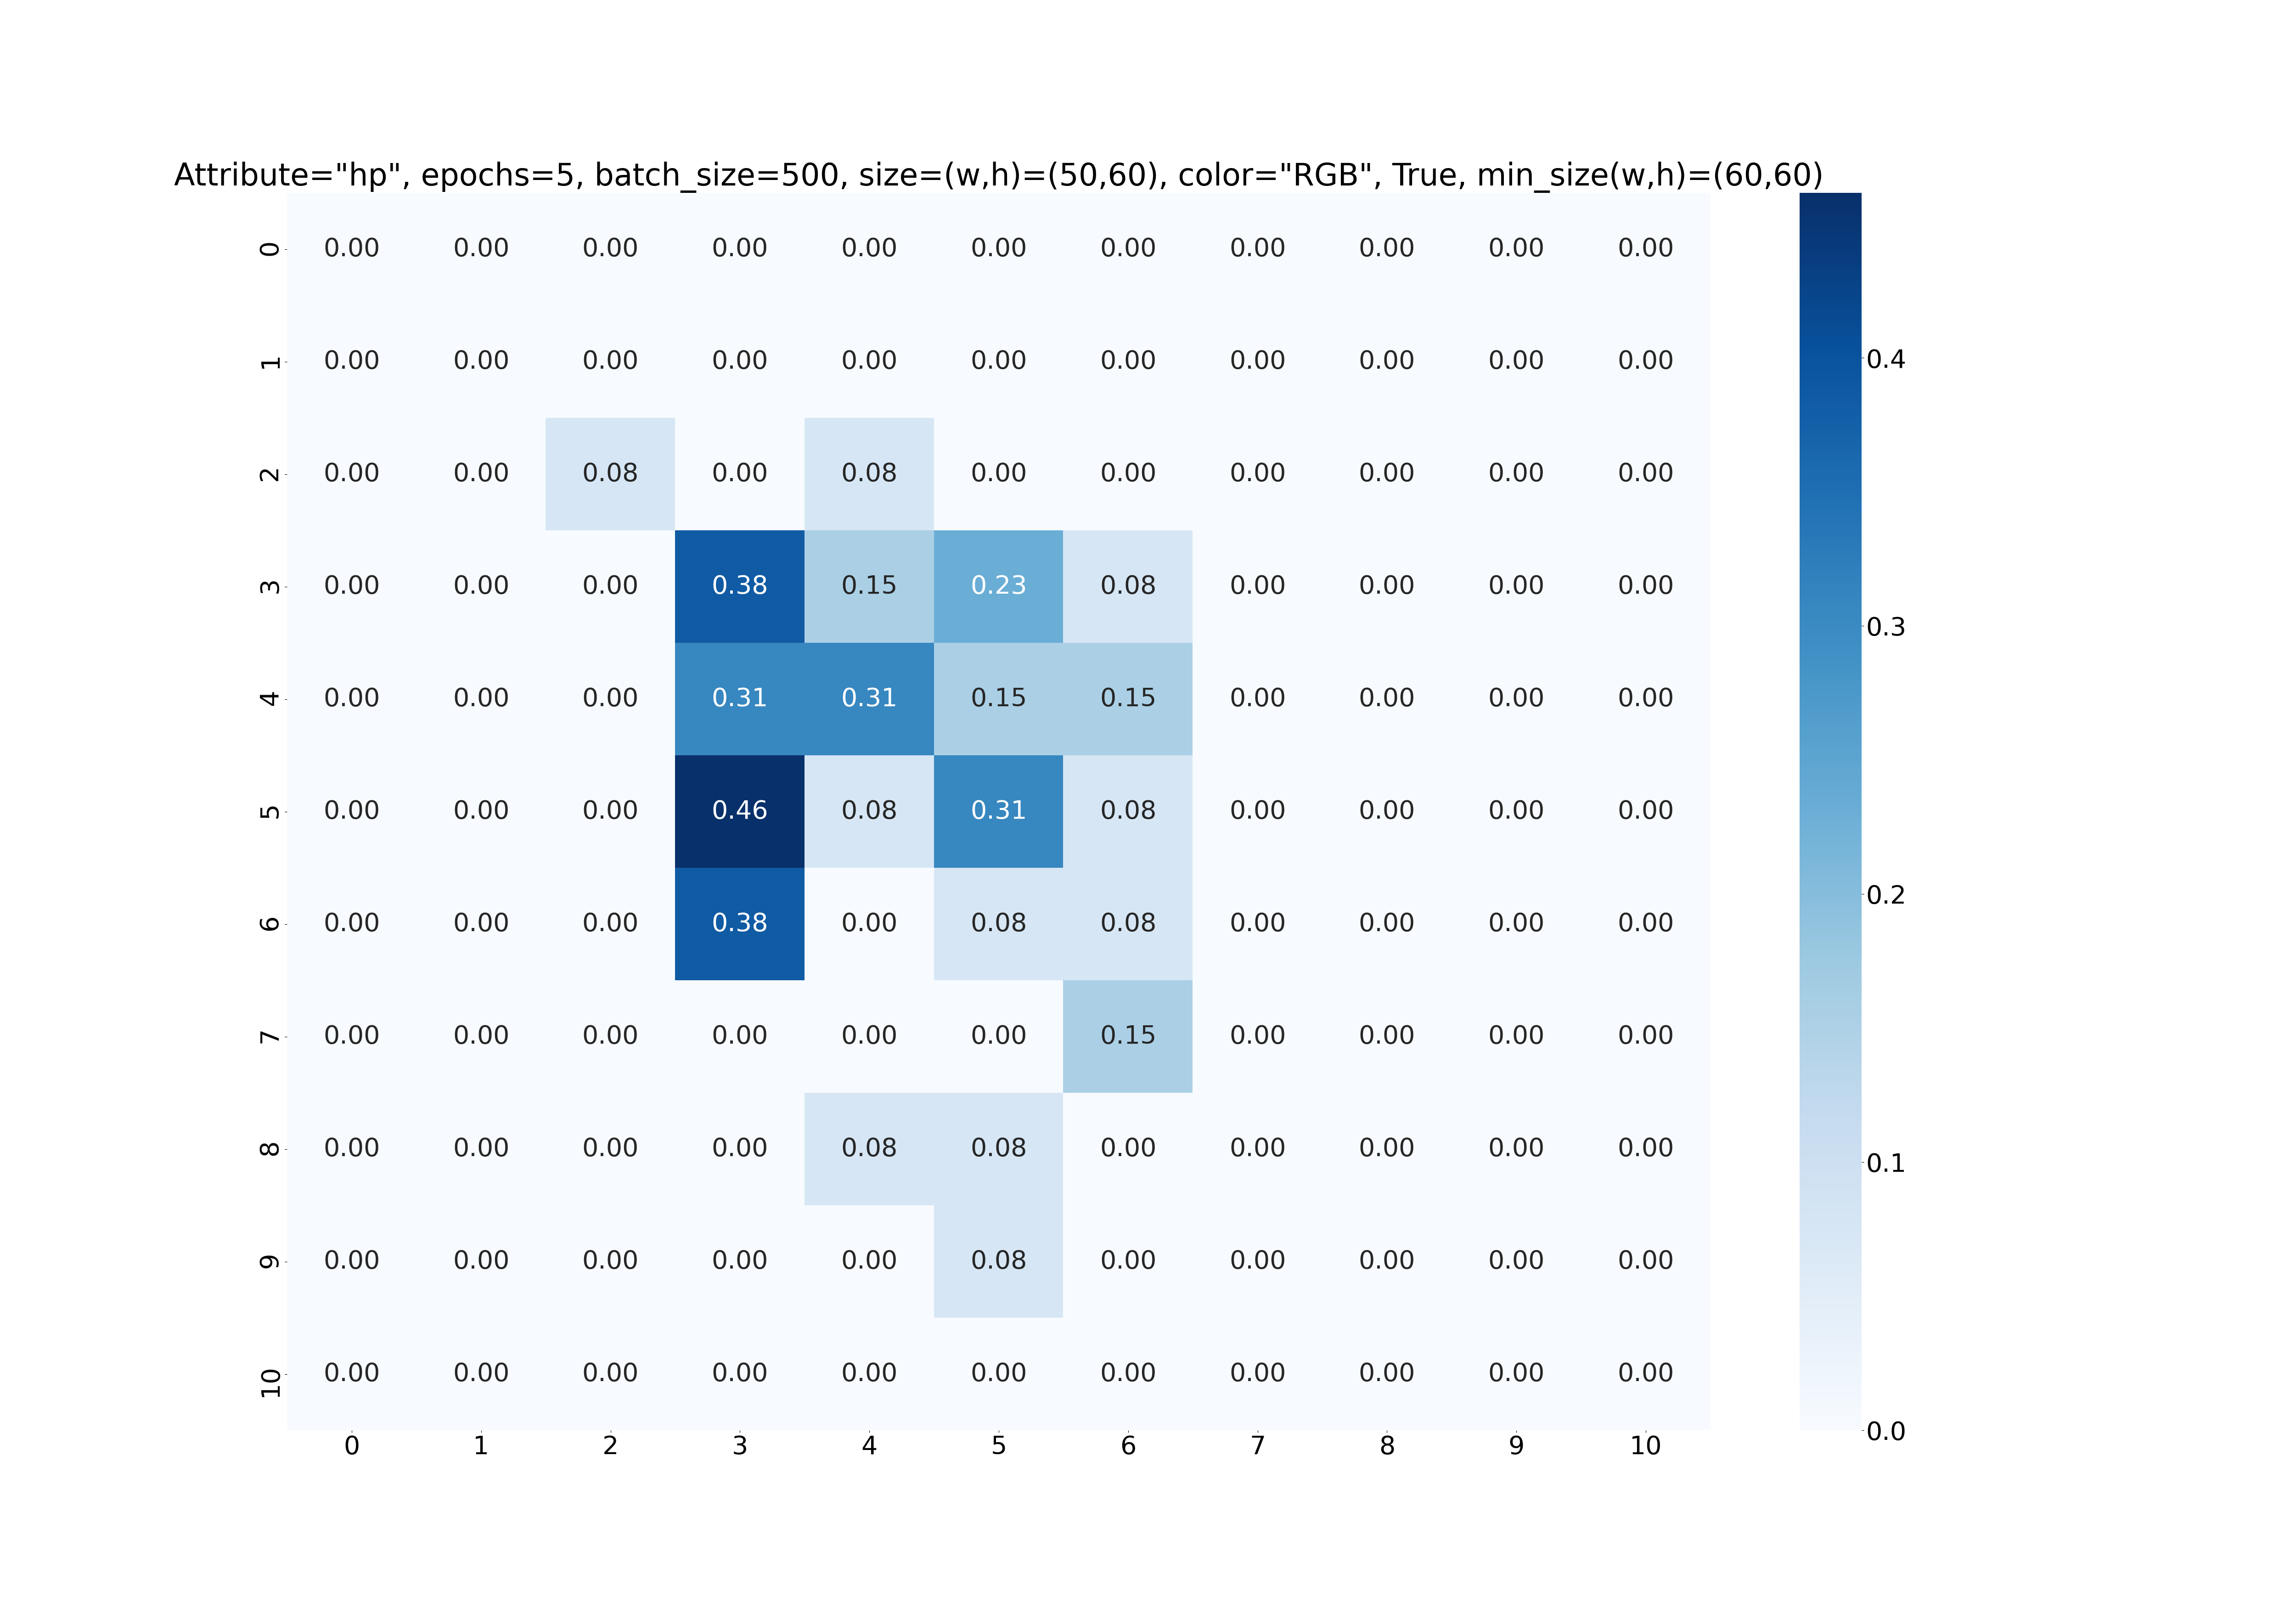 Attribute="hp", epochs=5, batch_size=500, size=(w,h)=(50,60), color="RGB", True, min_size(w,h)=(60,60)
0 0.00 0.00 0.00 0.00 0.00 0.00 0.00 0.00 0.00 0.00 0.00
1 0.00 0.00 0.00 0.00 0.00 0.00 0.00 0.00 0.00 0.00 0.00
2 0.00 0.00 0.08 0.00 0.08 0.00 0.00 0.00 0.00 0.00 0.00
3 0.00 0.00 0.00 0.38 0.15 0.23 0.08 0.00 0.00 0.00 0.00
4 0.00 0.00 0.00 0.31 0.31 0.15 0.15 0.00 0.00 0.00 0.00
5 0.00 0.00 0.00 0.46 0.08 0.31 0.08 0.00 0.00 0.00 0.00
6 0.00 0.00 0.00 0.38 0.00 0.08 0.08 0.00 0.00 0.00 0.00
7 0.00 0.00 0.00 0.00 0.00 0.00 0.15 0.00 0.00 0.00 0.00
8 0.00 0.00 0.00 0.00 0.08 0.08 0.00 0.00 0.00 0.00 0.00
9 0.00 0.00 0.00 0.00 0.00 0.08 0.00 0.00 0.00 0.00 0.00
10 0.00 0.00 0.00 0.00 0.00 0.00 0.00 0.00 0.00 0.00 0.00
0 1 2 3 4 5 6 7 8 9 10
0.4
0.3
0.2
0.1
0.0